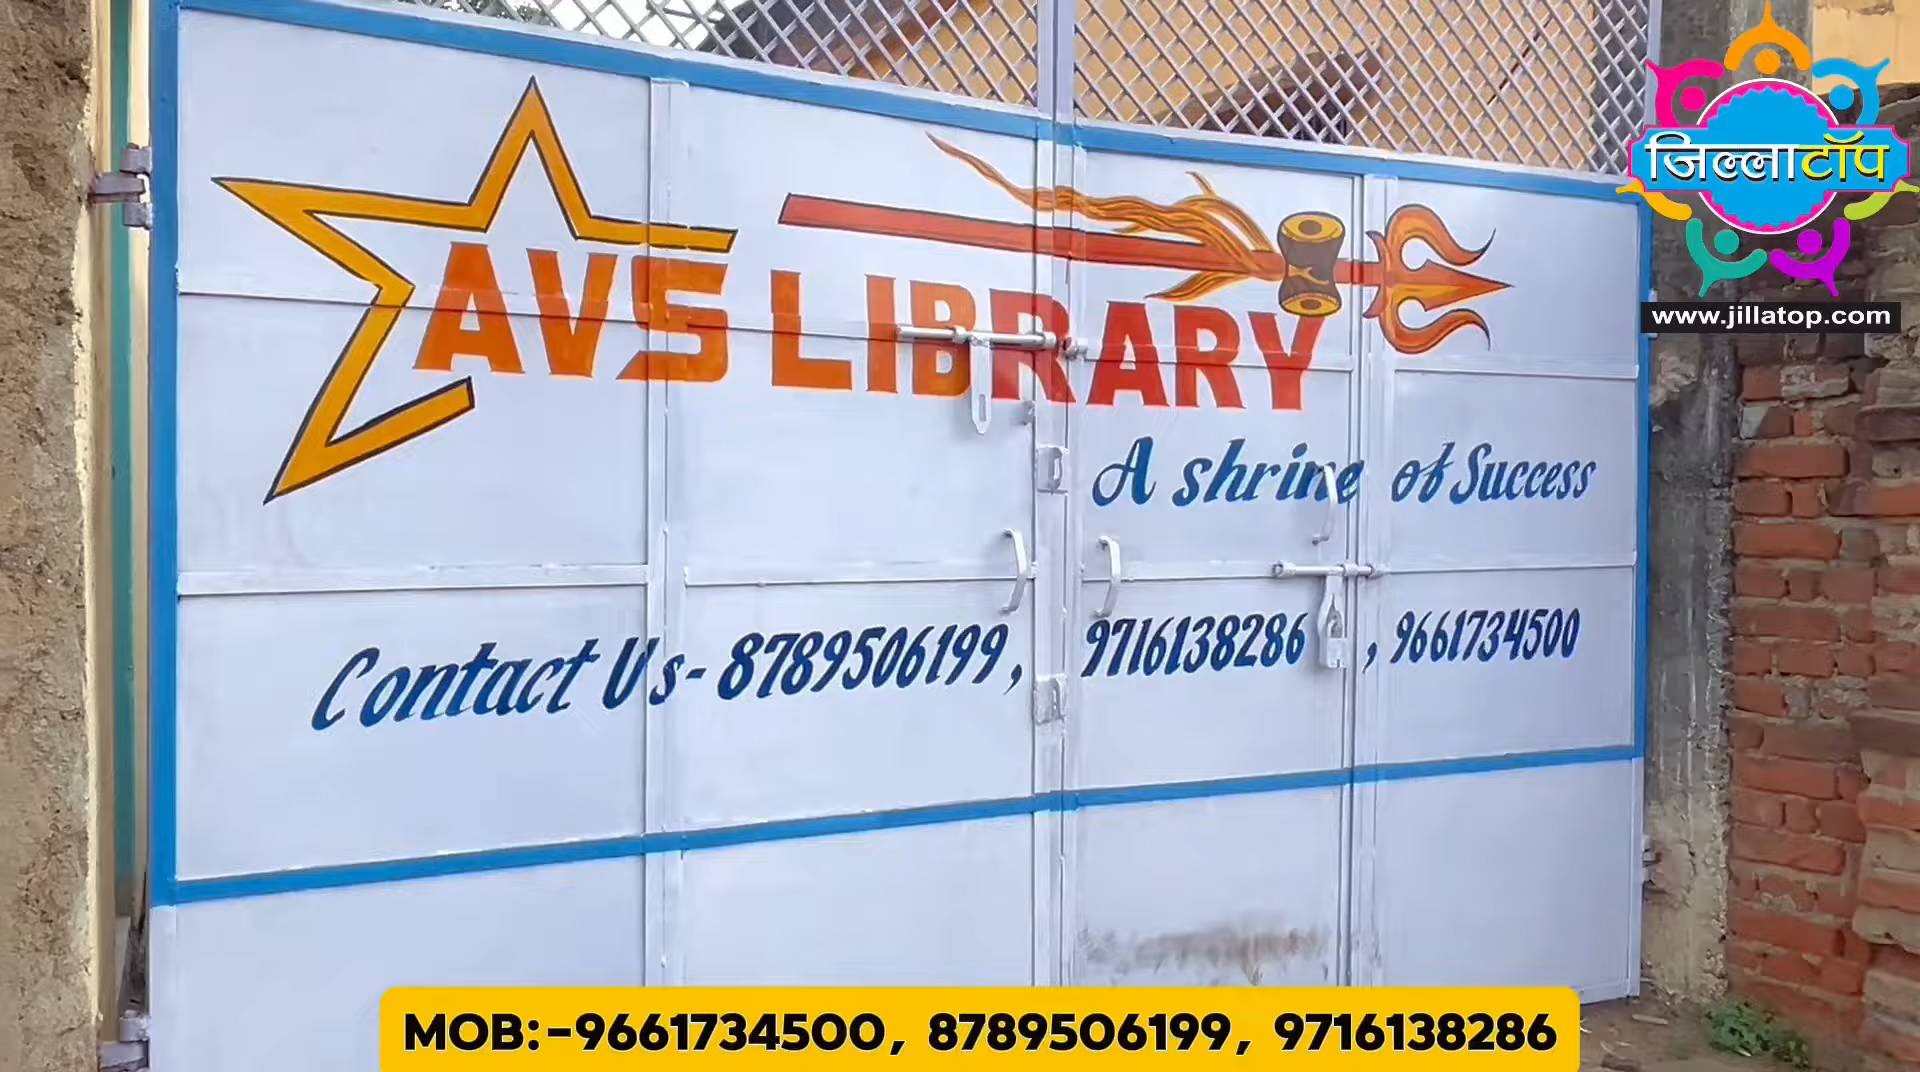 जिल्लाटॉप
www.jillatop.com
AVS LIBRARY
A shrine of Success
Contact Us - 8789506199, 9716138286, 9661734500
MOB:-9661734500, 8789506199, 9716138286